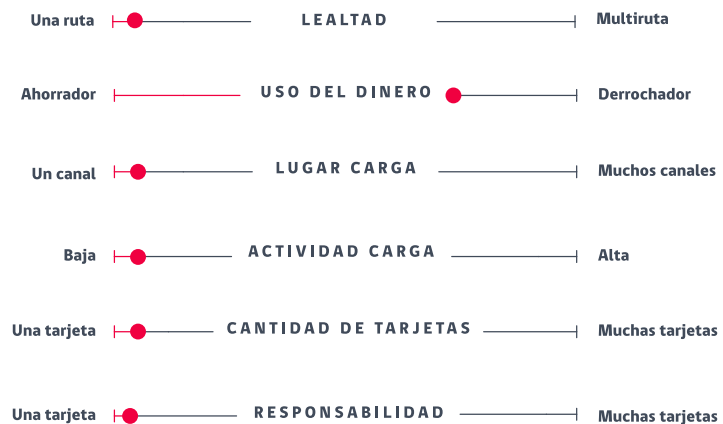 Una ruta LEALTAD Multiruta
Ahorrador USO DEL DINERO Derrochador
Un canal LUGAR CARGA Muchos canales
Baja ACTIVIDAD CARGA Alta
Una tarjeta CANTIDAD DE TARJETAS Muchas tarjetas
Una tarjeta RESPONSABILIDAD Muchas tarjetas